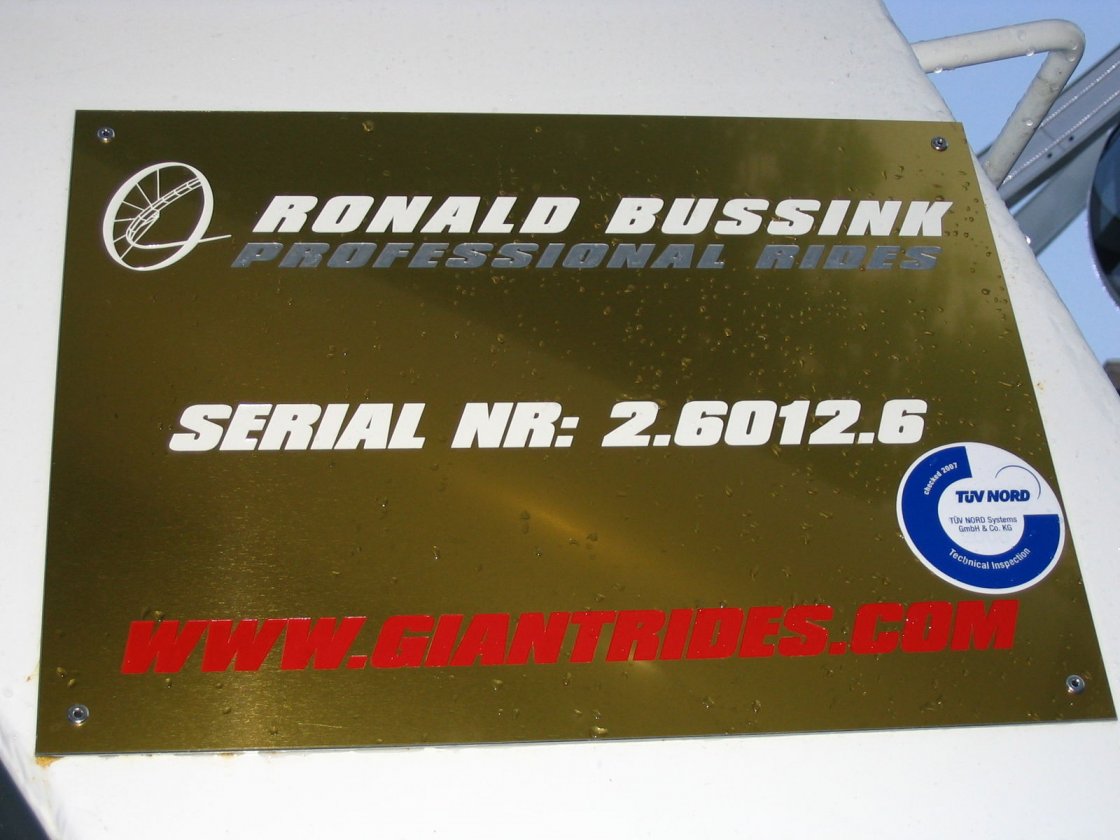 RONALD BUSSINK
PROFESSIONAL RIDES
SERIAL NR: 2.6012.6
checked 2007
TÜV NORD
TÜV NORD Systems
GmbH & Co. KG
Technical Inspection
WWW.GIANTRIDES.COM